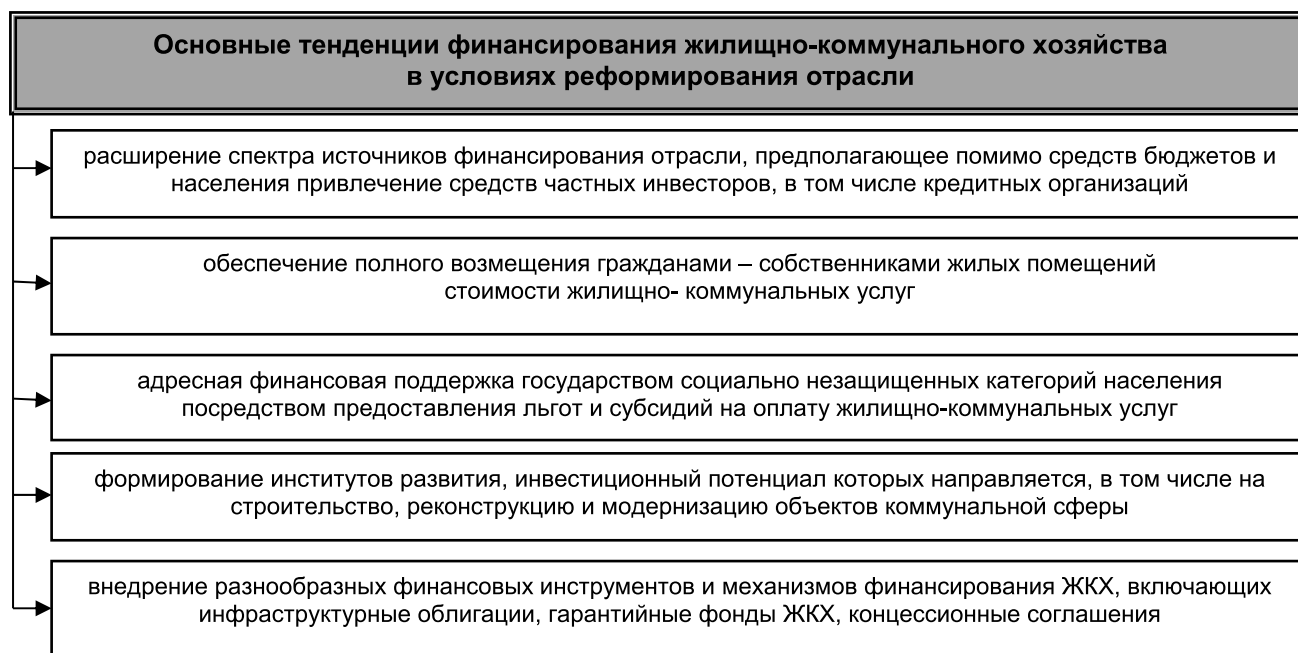 Основные тенденции финансирования жилищно-коммунального хозяйства
в условиях реформирования отрасли
расширение спектра источников финансирования отрасли, предполагающее помимо средств бюджетов и
населения привлечение средств частных инвесторов, в том числе кредитных организаций
обеспечение полного возмещения гражданами – собственниками жилых помещений
стоимости жилищно- коммунальных услуг
адресная финансовая поддержка государством социально незащищенных категорий населения
посредством предоставления льгот и субсидий на оплату жилищно-коммунальных услуг
формирование институтов развития, инвестиционный потенциал которых направляется, в том числе на
строительство, реконструкцию и модернизацию объектов коммунальной сферы
внедрение разнообразных финансовых инструментов и механизмов финансирования ЖКХ, включающих
инфраструктурные облигации, гарантийные фонды ЖКХ, концессионные соглашения